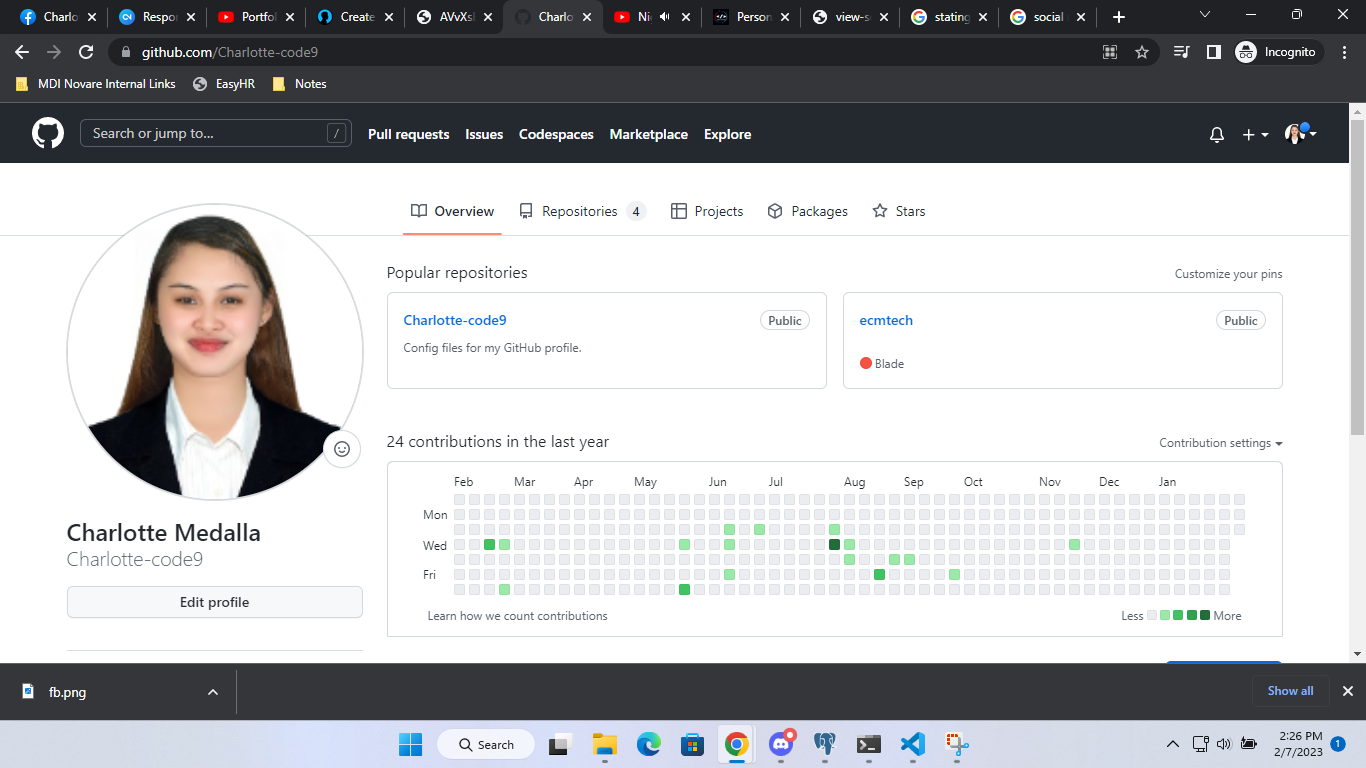 Charlo
Respor
Portfol
Create
AVvXsl
Charlo
Nic
Person
view-se
stating
social
github.com/Charlotte-code9
Incognito
MDI Novare Internal Links
EasyHR
Notes
Search or jump to...
/
Pull requests
Issues
Codespaces
Marketplace
Explore
Overview
Repositories 4
Projects
Packages
Stars
Popular repositories
Customize your pins
Charlotte-code9
Public
Config files for my GitHub profile.
ecmtech
Public
Blade
Charlotte Medalla
Charlotte-code9
Edit profile
24 contributions in the last year
Contribution settings
Feb Mar Apr May Jun Jul Aug Sep Oct Nov Dec Jan
Mon
Wed
Fri
Learn how we count contributions
Less
More
fb.png
Show all
Search
2:26 PM
2/7/2023
1